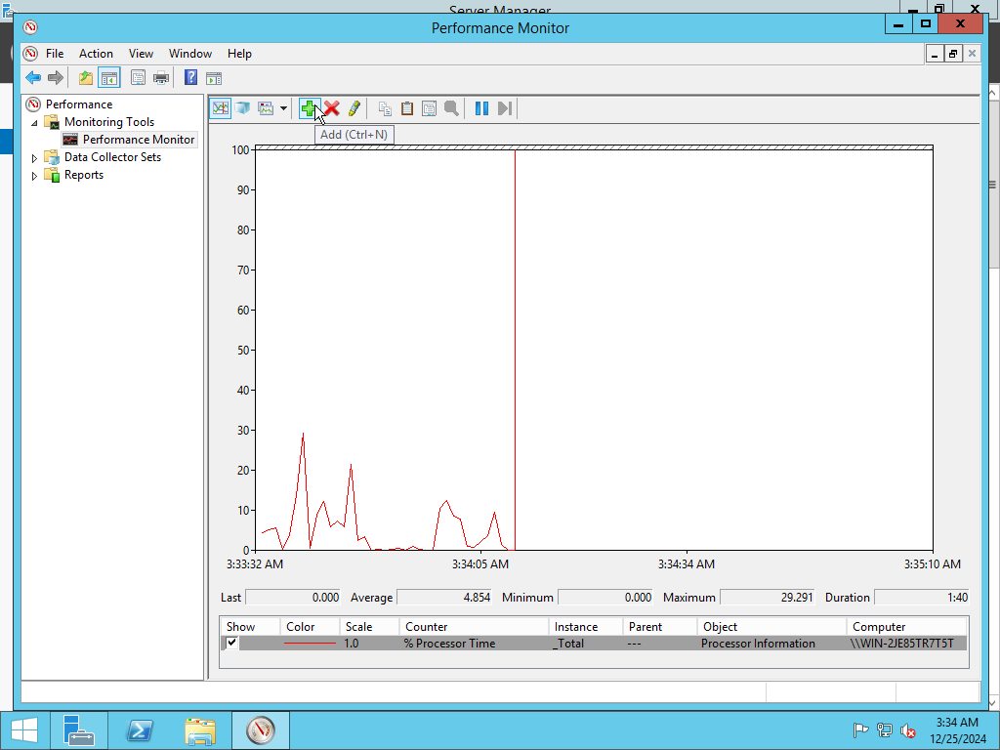 Server Manager
Performance Monitor
File Action View Window Help
Performance
Monitoring Tools
Performance Monitor
Data Collector Sets
Reports
Add (Ctrl+N)
100
90
80
70
60
50
40
30
20
10
0
3:33:32 AM 3:34:05 AM 3:34:34 AM 3:35:10 AM
Last 0.000 Average 4.854 Minimum 0.000 Maximum 29.291 Duration 1:40
Show Color Scale Counter Instance Parent Object Computer
1.0 % Processor Time _Total --- Processor Information \\WIN-2JE85TR7T5T
3:34 AM
12/25/2024